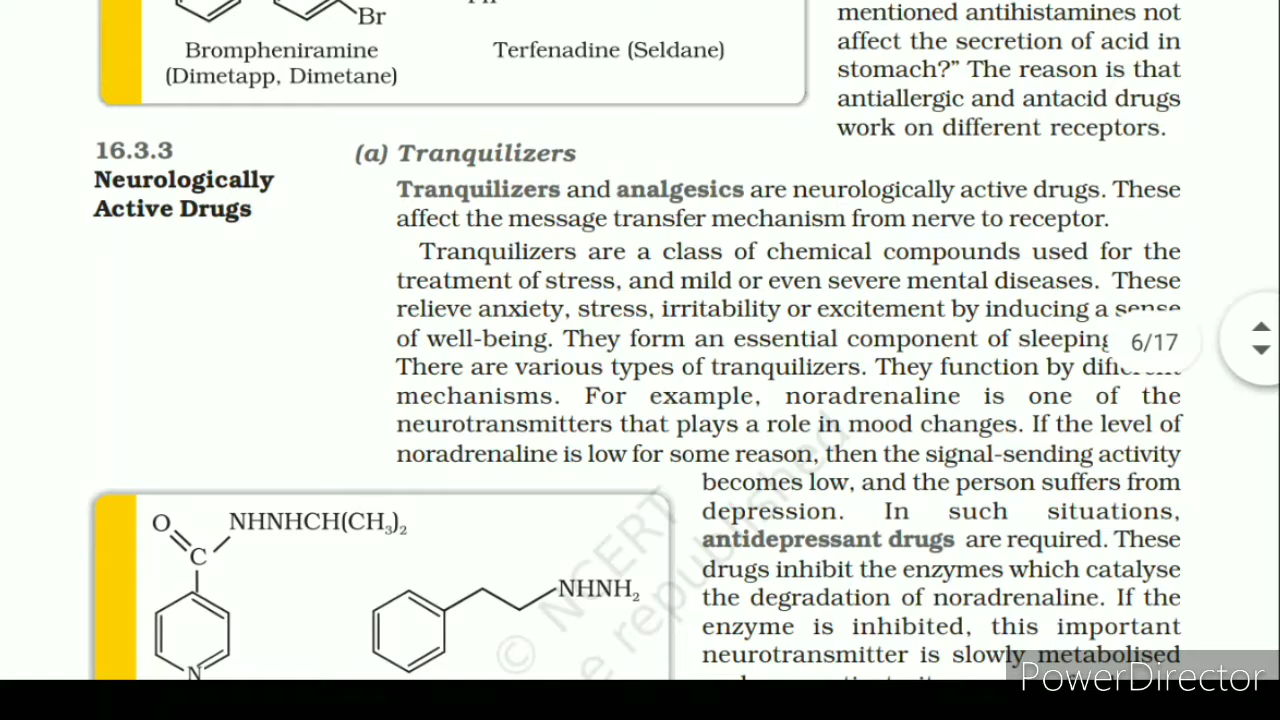 Br
Brompheniramine
(Dimetapp, Dimetane)
Terfenadine (Seldane)
mentioned antihistamines not
affect the secretion of acid in
stomach?” The reason is that
antiallergic and antacid drugs
work on different receptors.
16.3.3
Neurologically
Active Drugs
(a) Tranquilizers
Tranquilizers and analgesics are neurologically active drugs. These
affect the message transfer mechanism from nerve to receptor.
Tranquilizers are a class of chemical compounds used for the
treatment of stress, and mild or even severe mental diseases. These
relieve anxiety, stress, irritability or excitement by inducing a sense
of well-being. They form an essential component of sleeping
6/17
There are various types of tranquilizers. They function by different
mechanisms. For example, noradrenaline is one of the
neurotransmitters that plays a role in mood changes. If the level of
noradrenaline is low for some reason, then the signal-sending activity
becomes low, and the person suffers from
depression. In such situations,
antidepressant drugs are required. These
drugs inhibit the enzymes which catalyse
the degradation of noradrenaline. If the
enzyme is inhibited, this important
neurotransmitter is slowly metabolised
O
NHNHCH(CH₃)₂
C
NHNH₂
N
© NCERT
be republished
PowerDirector